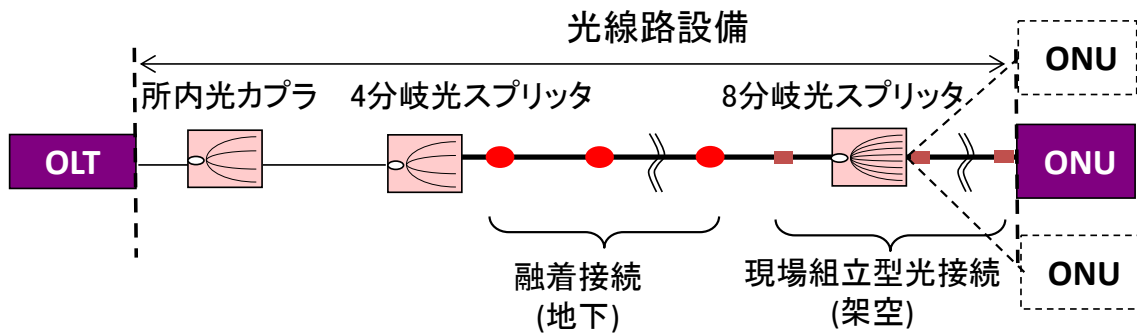 光線路設備
ONU
所内光カプラ
4分岐光スプリッタ
8分岐光スプリッタ
OLT
ONU
融着接続
(地下)
現場組立型光接続
(架空)
ONU